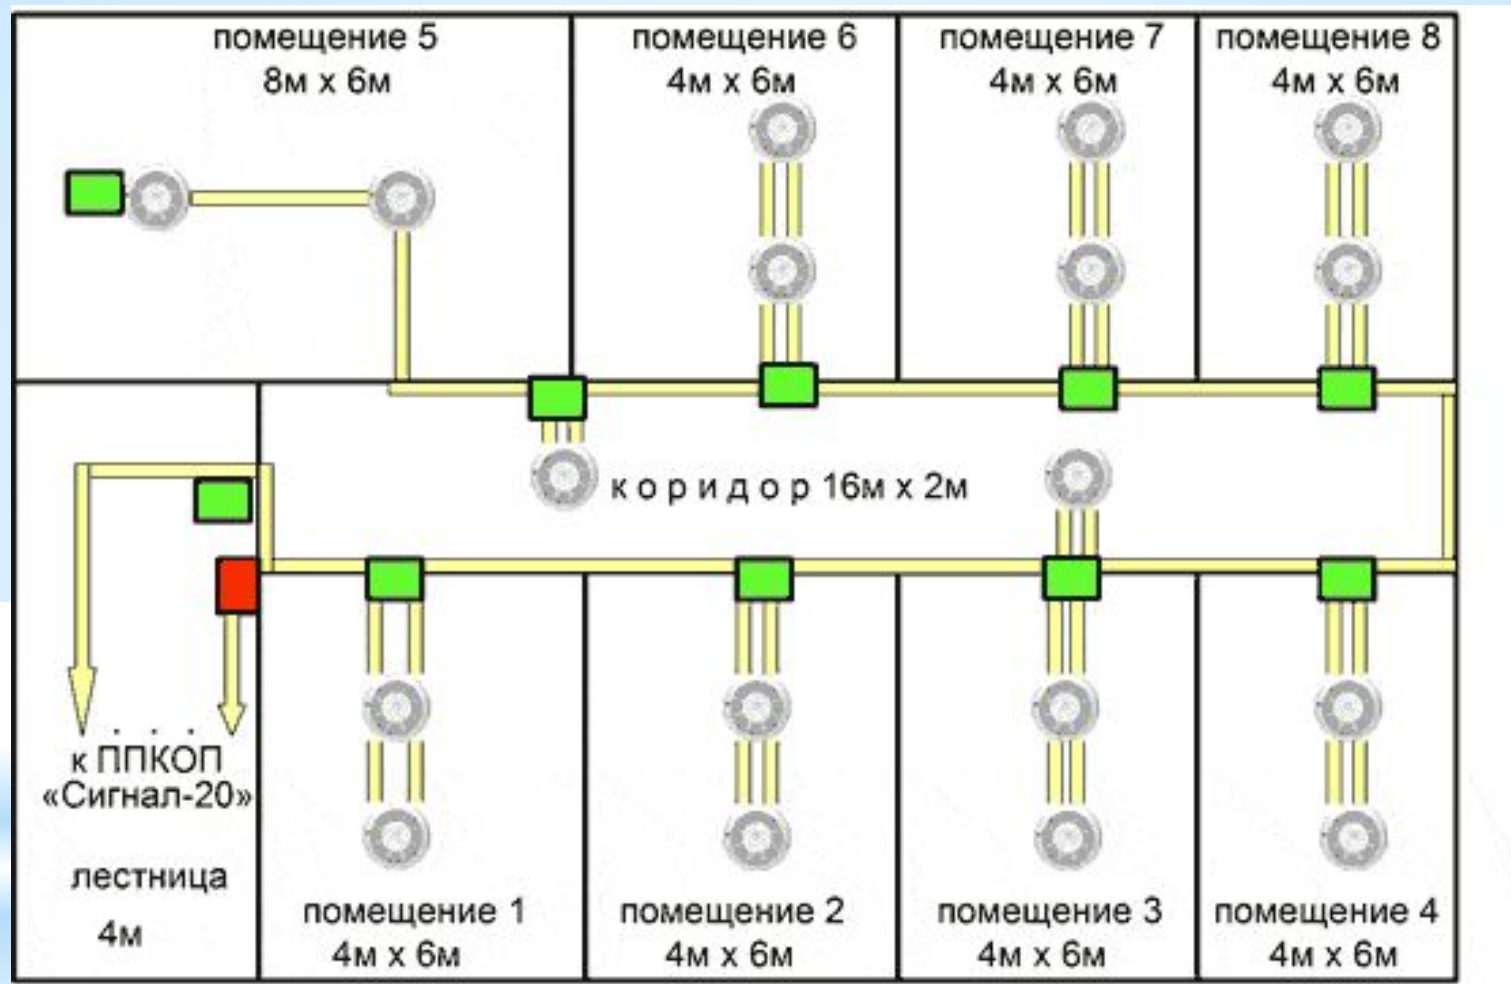 помещение 5
8м х 6м
помещение 6
4м х 6м
помещение 7
4м х 6м
помещение 8
4м х 6м
коридор 16м х 2м
к ППКОП
«Сигнал-20»
лестница
4м
помещение 1
4м х 6м
помещение 2
4м х 6м
помещение 3
4м х 6м
помещение 4
4м х 6м